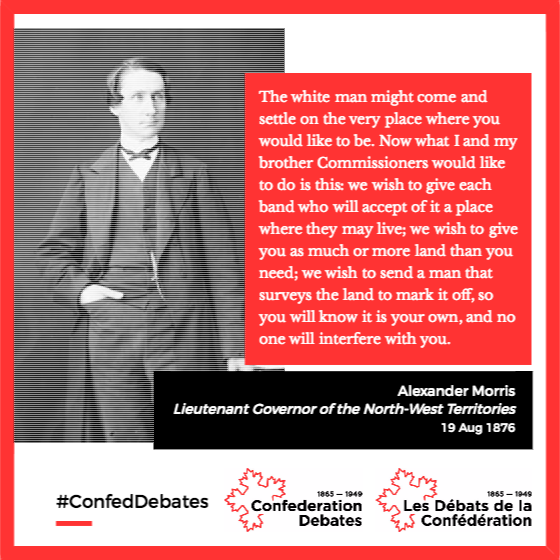 The white man might come and
settle on the very place where you
would like to be. Now what I and my
brother Commissioners would like
to do is this: we wish to give each
band who will accept of it a place
where they may live; we wish to give
you as much or more land than you
need; we wish to send a man that
surveys the land to mark it off, so
you will know it is your own, and no
one will interfere with you.
Alexander Morris
Lieutenant Governor of the North-West Territories
19 Aug 1876
#ConfedDebates
1865 — 1949
Confederation
Debates
1865 — 1949
Les Débats de la
Confédération